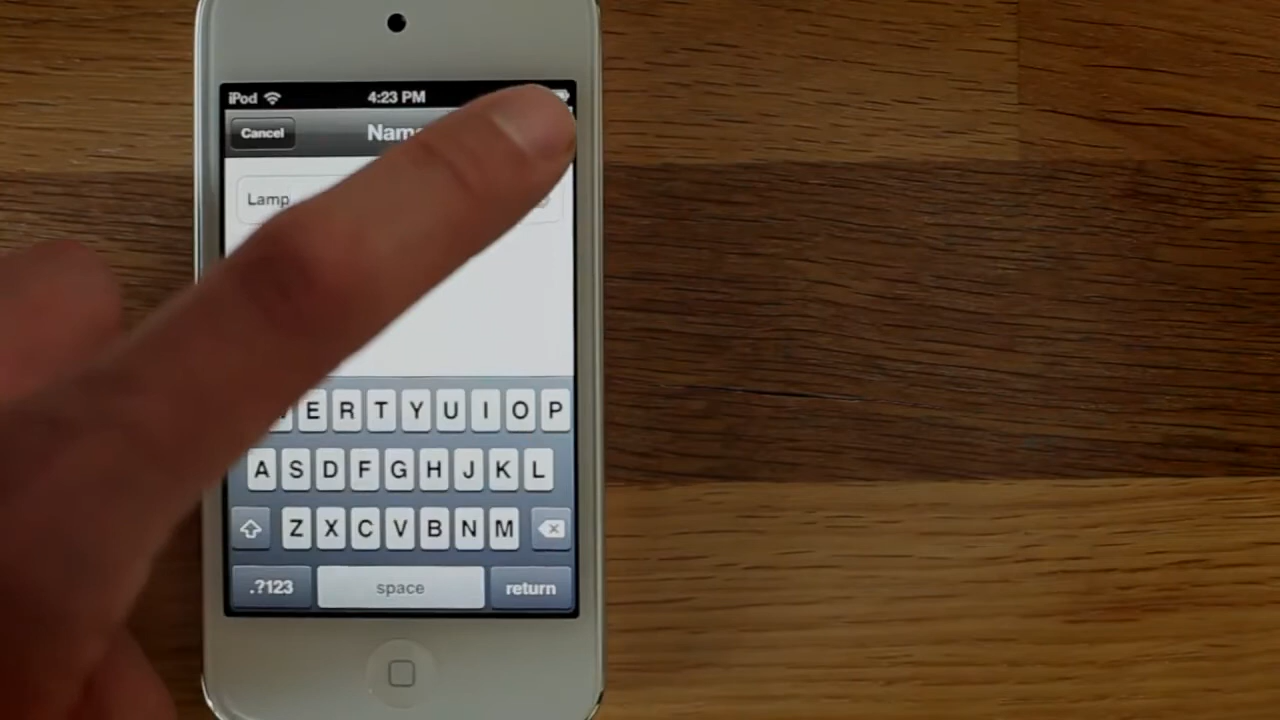 iPod 4:23 PM
Cancel
Lamp
E R T Y U I O P
A S D F G H J K L
Z X C V B N M
.?123 space return